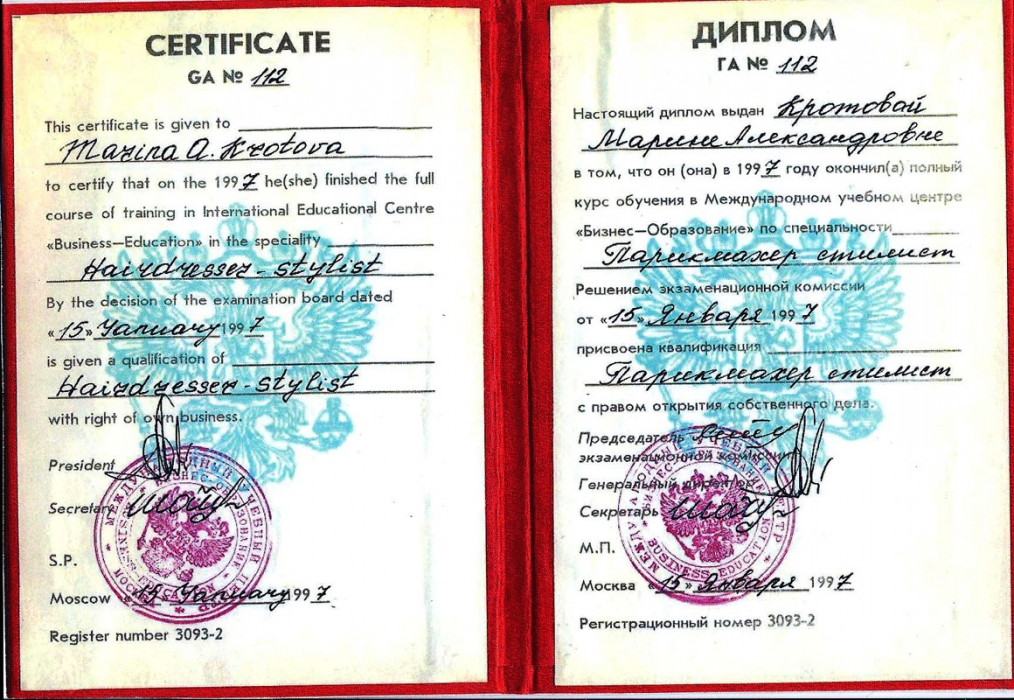 CERTIFICATE
GA № 112
This certificate is given to
Marina A. Krotova
to certify that on the 1997 he(she) finished the full
course of training in International Educational Centre
«Business—Education» in the speciality
Hairdresser-stylist
By the decision of the examination board dated
«15» Yanuary 1997
is given a qualification of
Hairdresser-stylist
with right of own business.
President
Secretary
S.P.
Moscow «15» Yanuary 1997
Register number 3093-2
ДИПЛОМ
ГА № 112
Настоящий диплом выдан Кротовой
Марине Александровне
в том, что он (она) в 1997 году окончил(а) полный
курс обучения в Международном учебном центре
«Бизнес—Образование» по специальности
Парикмахер стилист
Решением экзаменационной комиссии
от «15» Января 1997
присвоена квалификация
Парикмахер стилист
с правом открытия собственного дела.
Председатель
экзаменационной комиссии
Генеральный директор
Секретарь
М.П.
Москва «15» Января 1997
Регистрационный номер 3093-2
BUSINESS EDUCATION